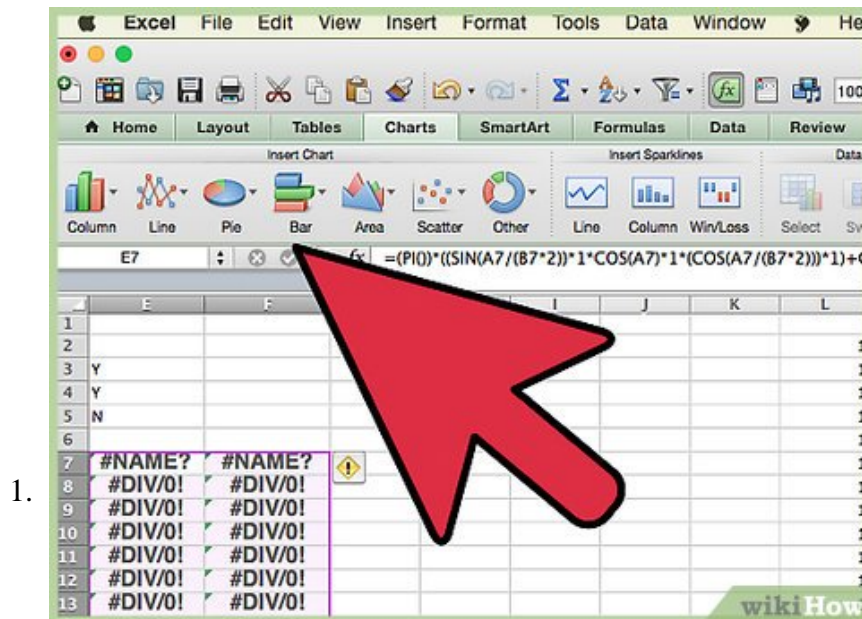 Excel File Edit View Insert Format Tools Data Window He
100
Home Layout Tables Charts SmartArt Formulas Data Review
Insert Chart Insert Sparklines Data
Column Line Pie Bar Area Scatter Other Line Column Win/Loss Select Sw
E7 fx =(PI())*((SIN(A7/(B7*2))*1*COS(A7)*1*(COS(A7/(B7*2)))*1)+
E F I J K L
1
2
3 Y
4 Y
5 N
6
7 #NAME? #NAME?
1.
8 #DIV/0! #DIV/0!
9 #DIV/0! #DIV/0!
10 #DIV/0! #DIV/0!
11 #DIV/0! #DIV/0!
12 #DIV/0! #DIV/0!
13 #DIV/0! #DIV/0!
wikiHow